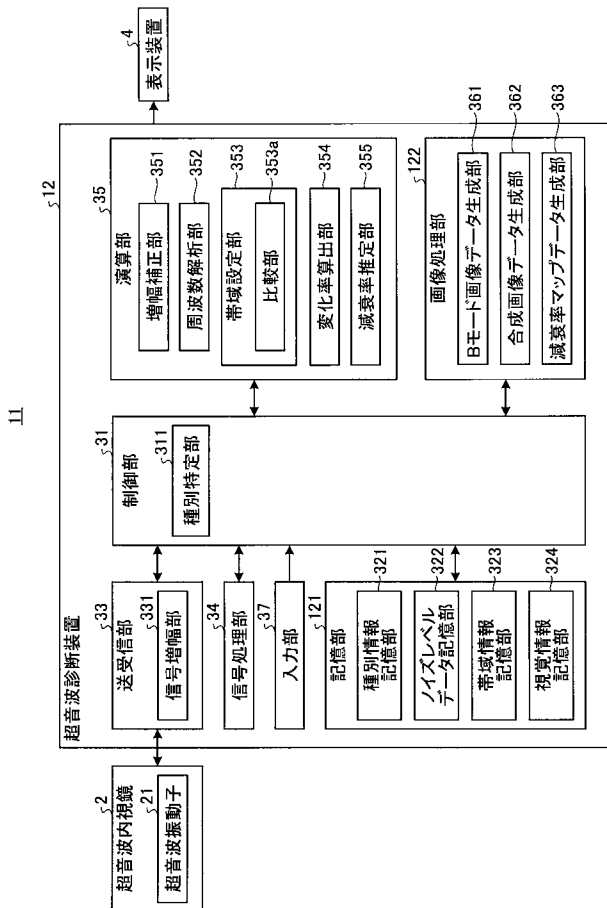 11
超音波内視鏡
2
超音波振動子
21
超音波診断装置
12
送受信部
33
信号増幅部
331
信号処理部
34
入力部
37
記憶部
121
種別情報
記憶部
321
ノイズレベル
データ記憶部
322
帯域情報
記憶部
323
視覚情報
記憶部
324
制御部
31
種別特定部
311
演算部
35
増幅補正部
351
周波数解析部
352
帯域設定部
353
比較部
353a
変化率算出部
354
減衰率推定部
355
画像処理部
122
Bモード画像データ生成部
361
合成画像データ生成部
362
減衰率マップデータ生成部
363
表示装置
4